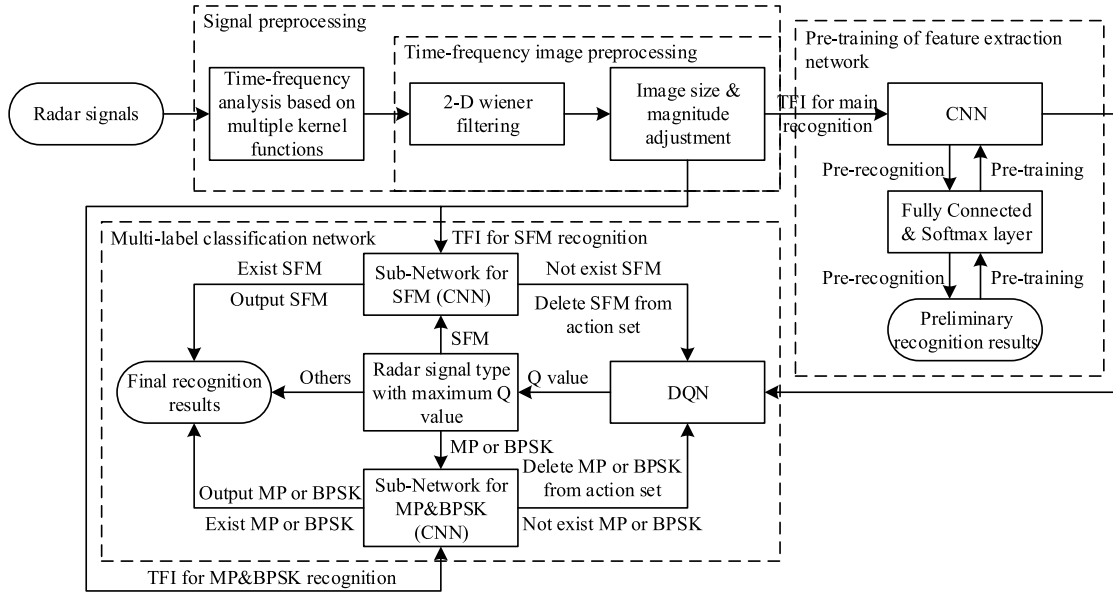 Signal preprocessing
Time-frequency image preprocessing
Pre-training of feature extraction
network
Radar signals
Time-frequency
analysis based on
multiple kernel
functions
2-D wiener
filtering
Image size &
magnitude
adjustment
TFI for main
recognition
CNN
Pre-recognition
Pre-training
Fully Connected
& Softmax layer
Pre-recognition
Pre-training
Preliminary
recognition results
Multi-label classification network
TFI for SFM recognition
Exist SFM
Output SFM
Sub-Network for
SFM (CNN)
Not exist SFM
Delete SFM from
action set
SFM
Final recognition
results
Others
Radar signal type
with maximum Q
value
Q value
DQN
MP or BPSK
Output MP or BPSK
Exist MP or BPSK
Sub-Network for
MP&BPSK
(CNN)
Delete MP or BPSK
from action set
Not exist MP or BPSK
TFI for MP&BPSK recognition